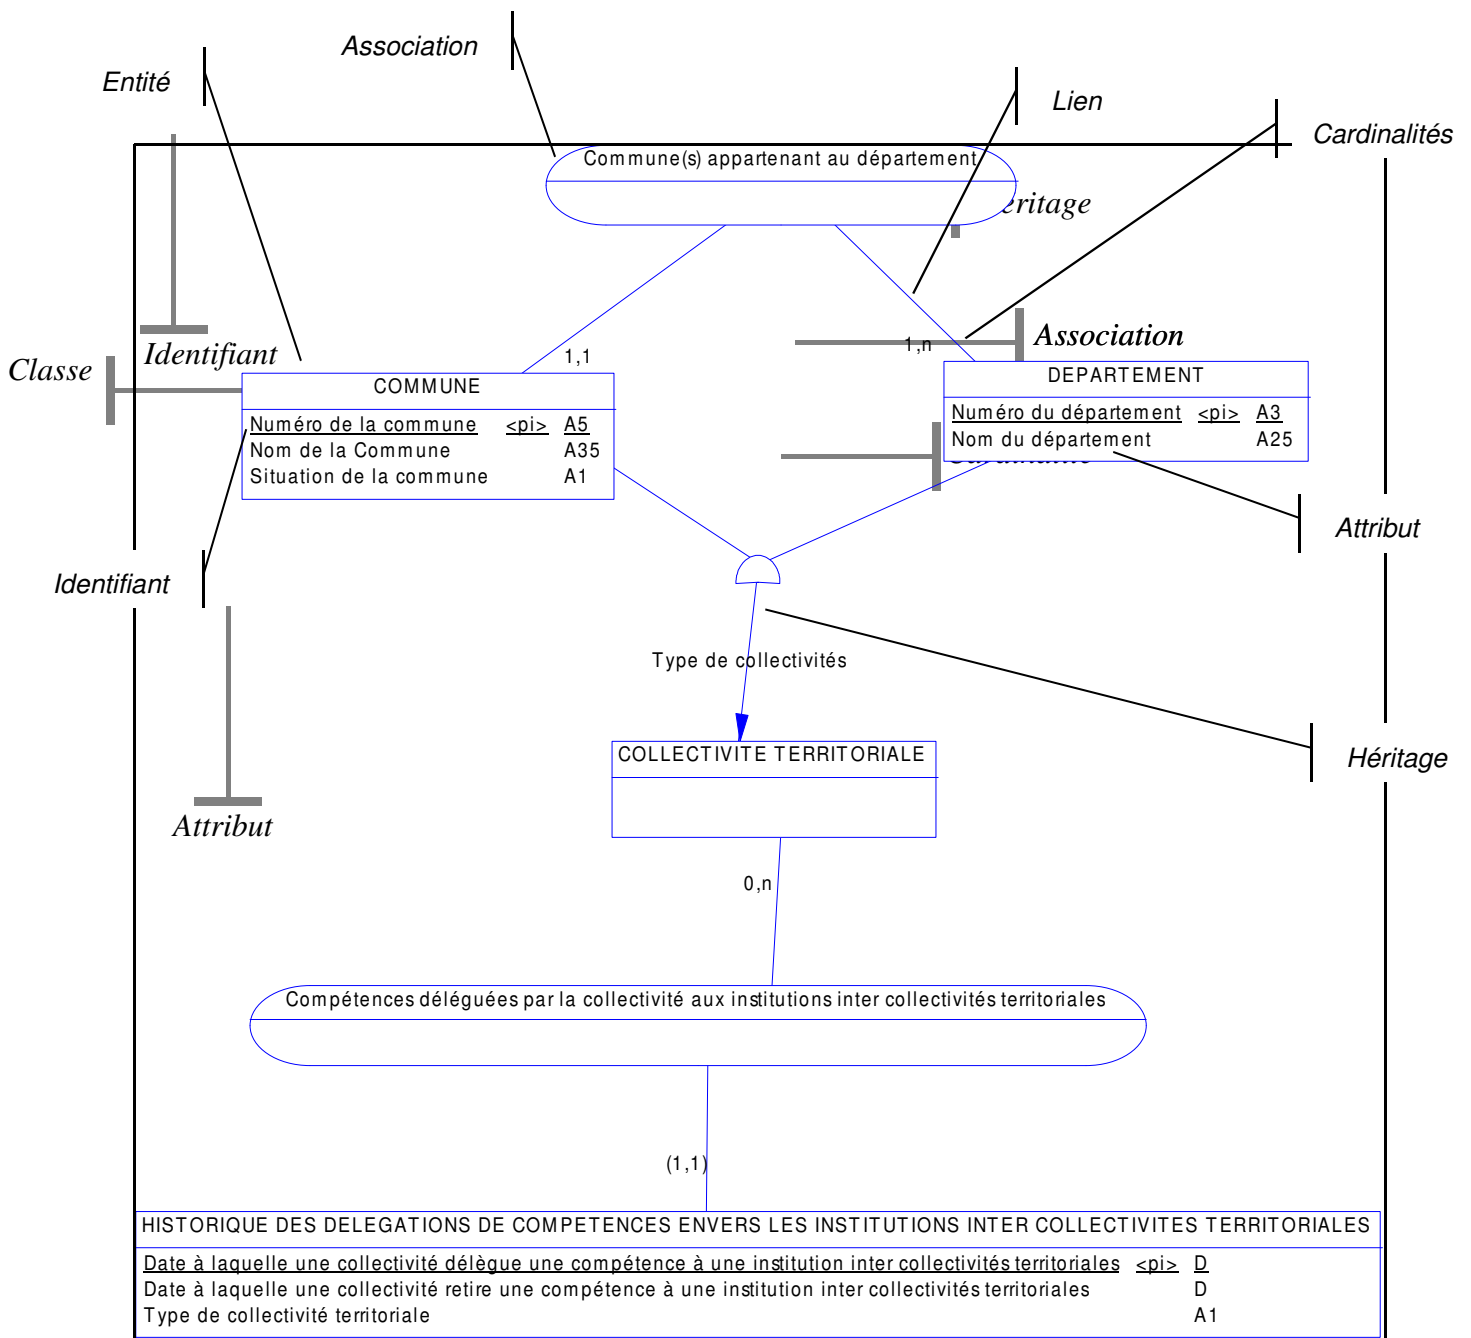 Association
Entité
Lien
Cardinalités
Commune(s) appartenant au département
éritage
Association
1,n
Identifiant
1,1
Classe
COMMUNE
Numéro de la commune <pi> A5
Nom de la Commune A35
Situation de la commune A1
DEPARTEMENT
Numéro du département <pi> A3
Nom du département A25
Attribut
Identifiant
Type de collectivités
COLLECTIVITE TERRITORIALE
Héritage
Attribut
0,n
Compétences déléguées par la collectivité aux institutions inter collectivités territoriales
(1,1)
HISTORIQUE DES DELEGATIONS DE COMPETENCES ENVERS LES INSTITUTIONS INTER COLLECTIVITES TERRITORIALES
Date à laquelle une collectivité délègue une compétence à une institution inter collectivités territoriales <pi> D
Date à laquelle une collectivité retire une compétence à une institution inter collectivités territoriales D
Type de collectivité territoriale A1